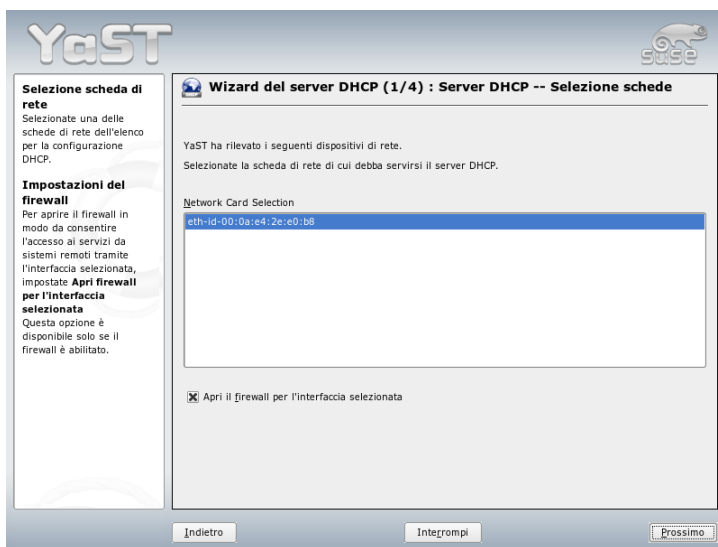 YaST
SUSE
Selezione scheda di
rete
Selezionate una delle
schede di rete dell'elenco
per la configurazione
DHCP.
Impostazioni del
firewall
Per aprire il firewall in
modo da consentire
l'accesso ai servizi da
sistemi remoti tramite
l'interfaccia selezionata,
impostate Apri firewall
per l'interfaccia
selezionata
Questa opzione è
disponibile solo se il
firewall è abilitato.
Wizard del server DHCP (1/4) : Server DHCP -- Selezione schede
YaST ha rilevato i seguenti dispositivi di rete.
Selezionate la scheda di rete di cui debba servirsi il server DHCP.
Network Card Selection
eth-id-00:0a:e4:2e:e0:b8
Apri il firewall per l'interfaccia selezionata
Indietro
Interrompi
Prossimo